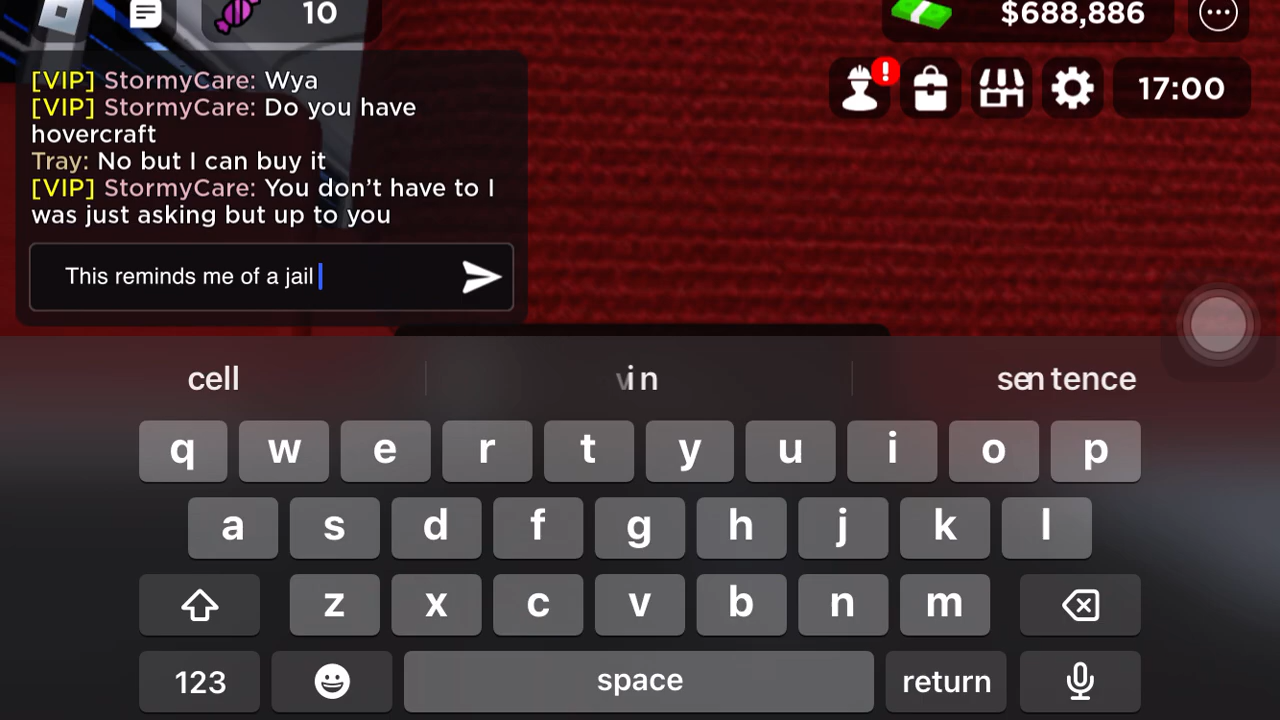 10
$688,886
[VIP] StormyCare: Wya
[VIP] StormyCare: Do you have
hovercraft
Tray: No but I can buy it
[VIP] StormyCare: You don’t have to I
was just asking but up to you
!
17:00
This reminds me of a jail
cell
in
sentence
q w e r t y u i o p
a s d f g h j k l
z x c v b n m
123
space
return